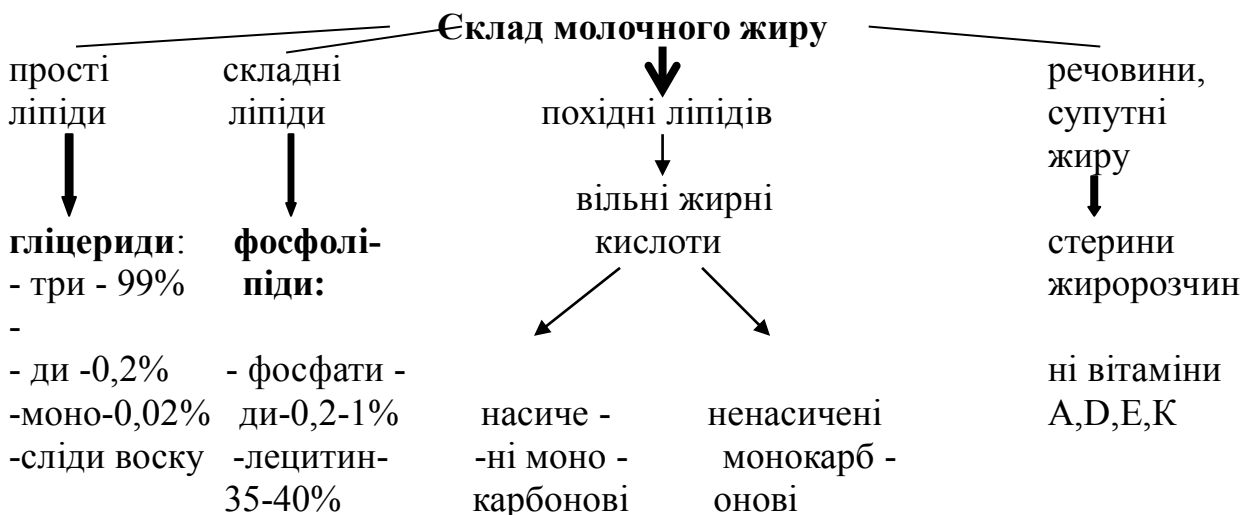 Єклад молочного жиру
прості складні речовини,
ліпіди ліпіди похідні ліпідів супутні
жиру
вільні жирні
гліцериди: фосфолі- кислоти стерини
- три - 99% піди: жиророзчин
-
- ди -0,2% - фосфати - ні вітаміни
-моно-0,02% ди-0,2-1% насиче - ненасичені А,D,Е,К
-сліди воску -лецитин- -ні моно - монокарб -
35-40% карбонові онові